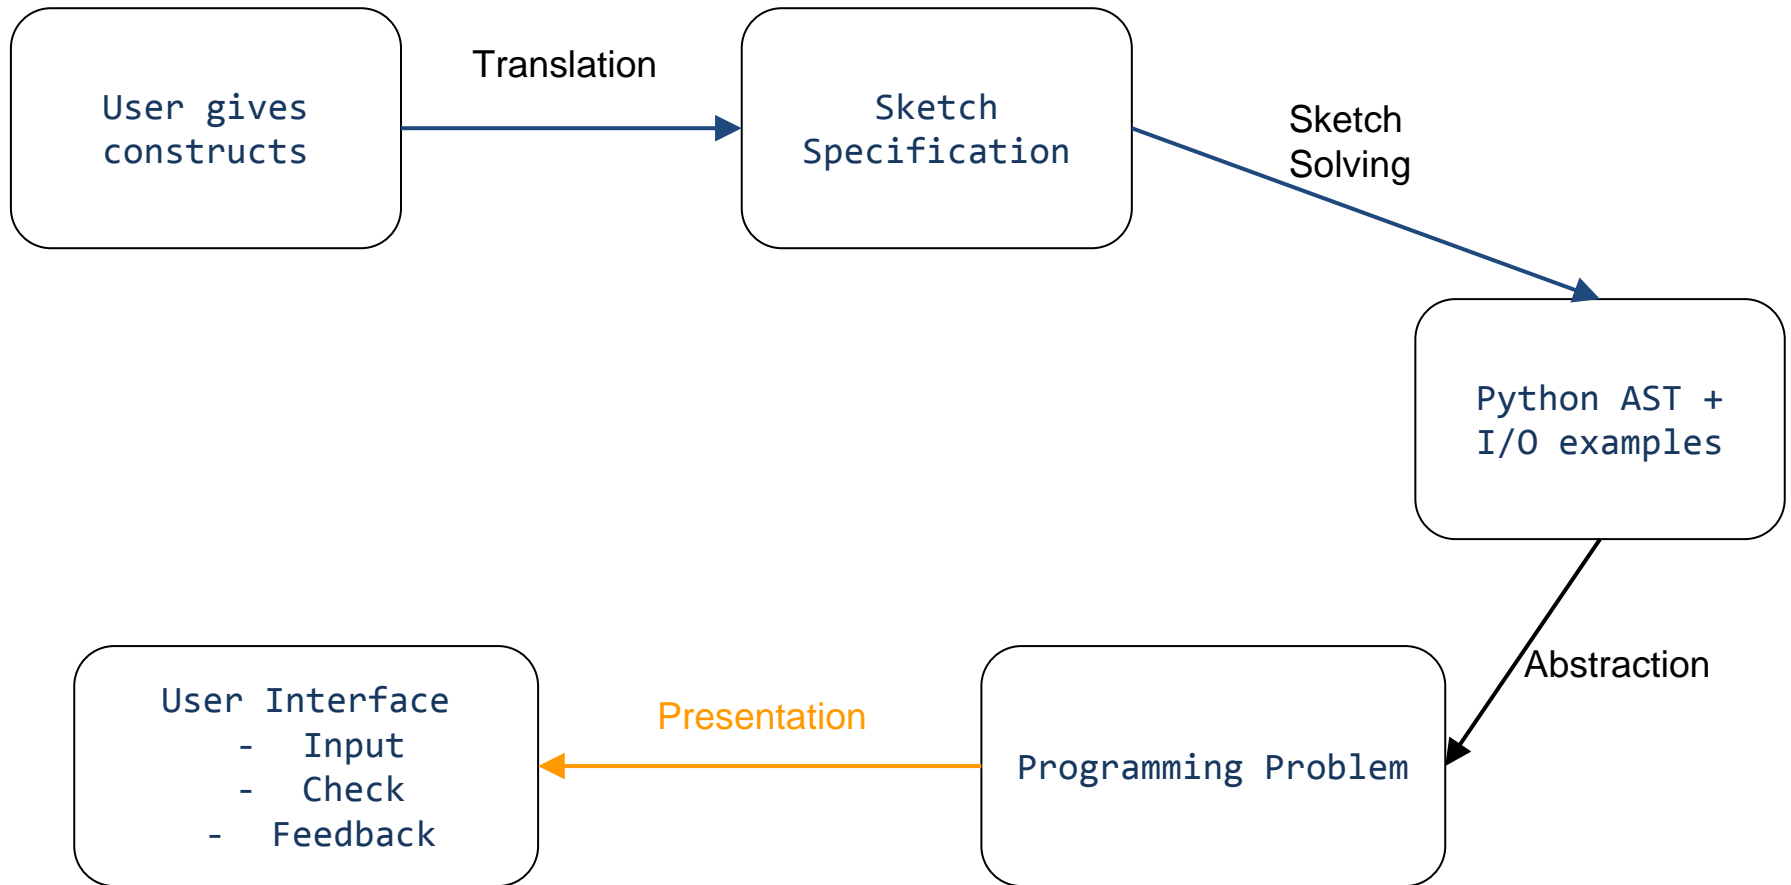 User gives
constructs
Translation
Sketch
Specification
Sketch
Solving
Python AST +
I/O examples
Abstraction
Programming Problem
Presentation
User Interface
- Input
- Check
- Feedback